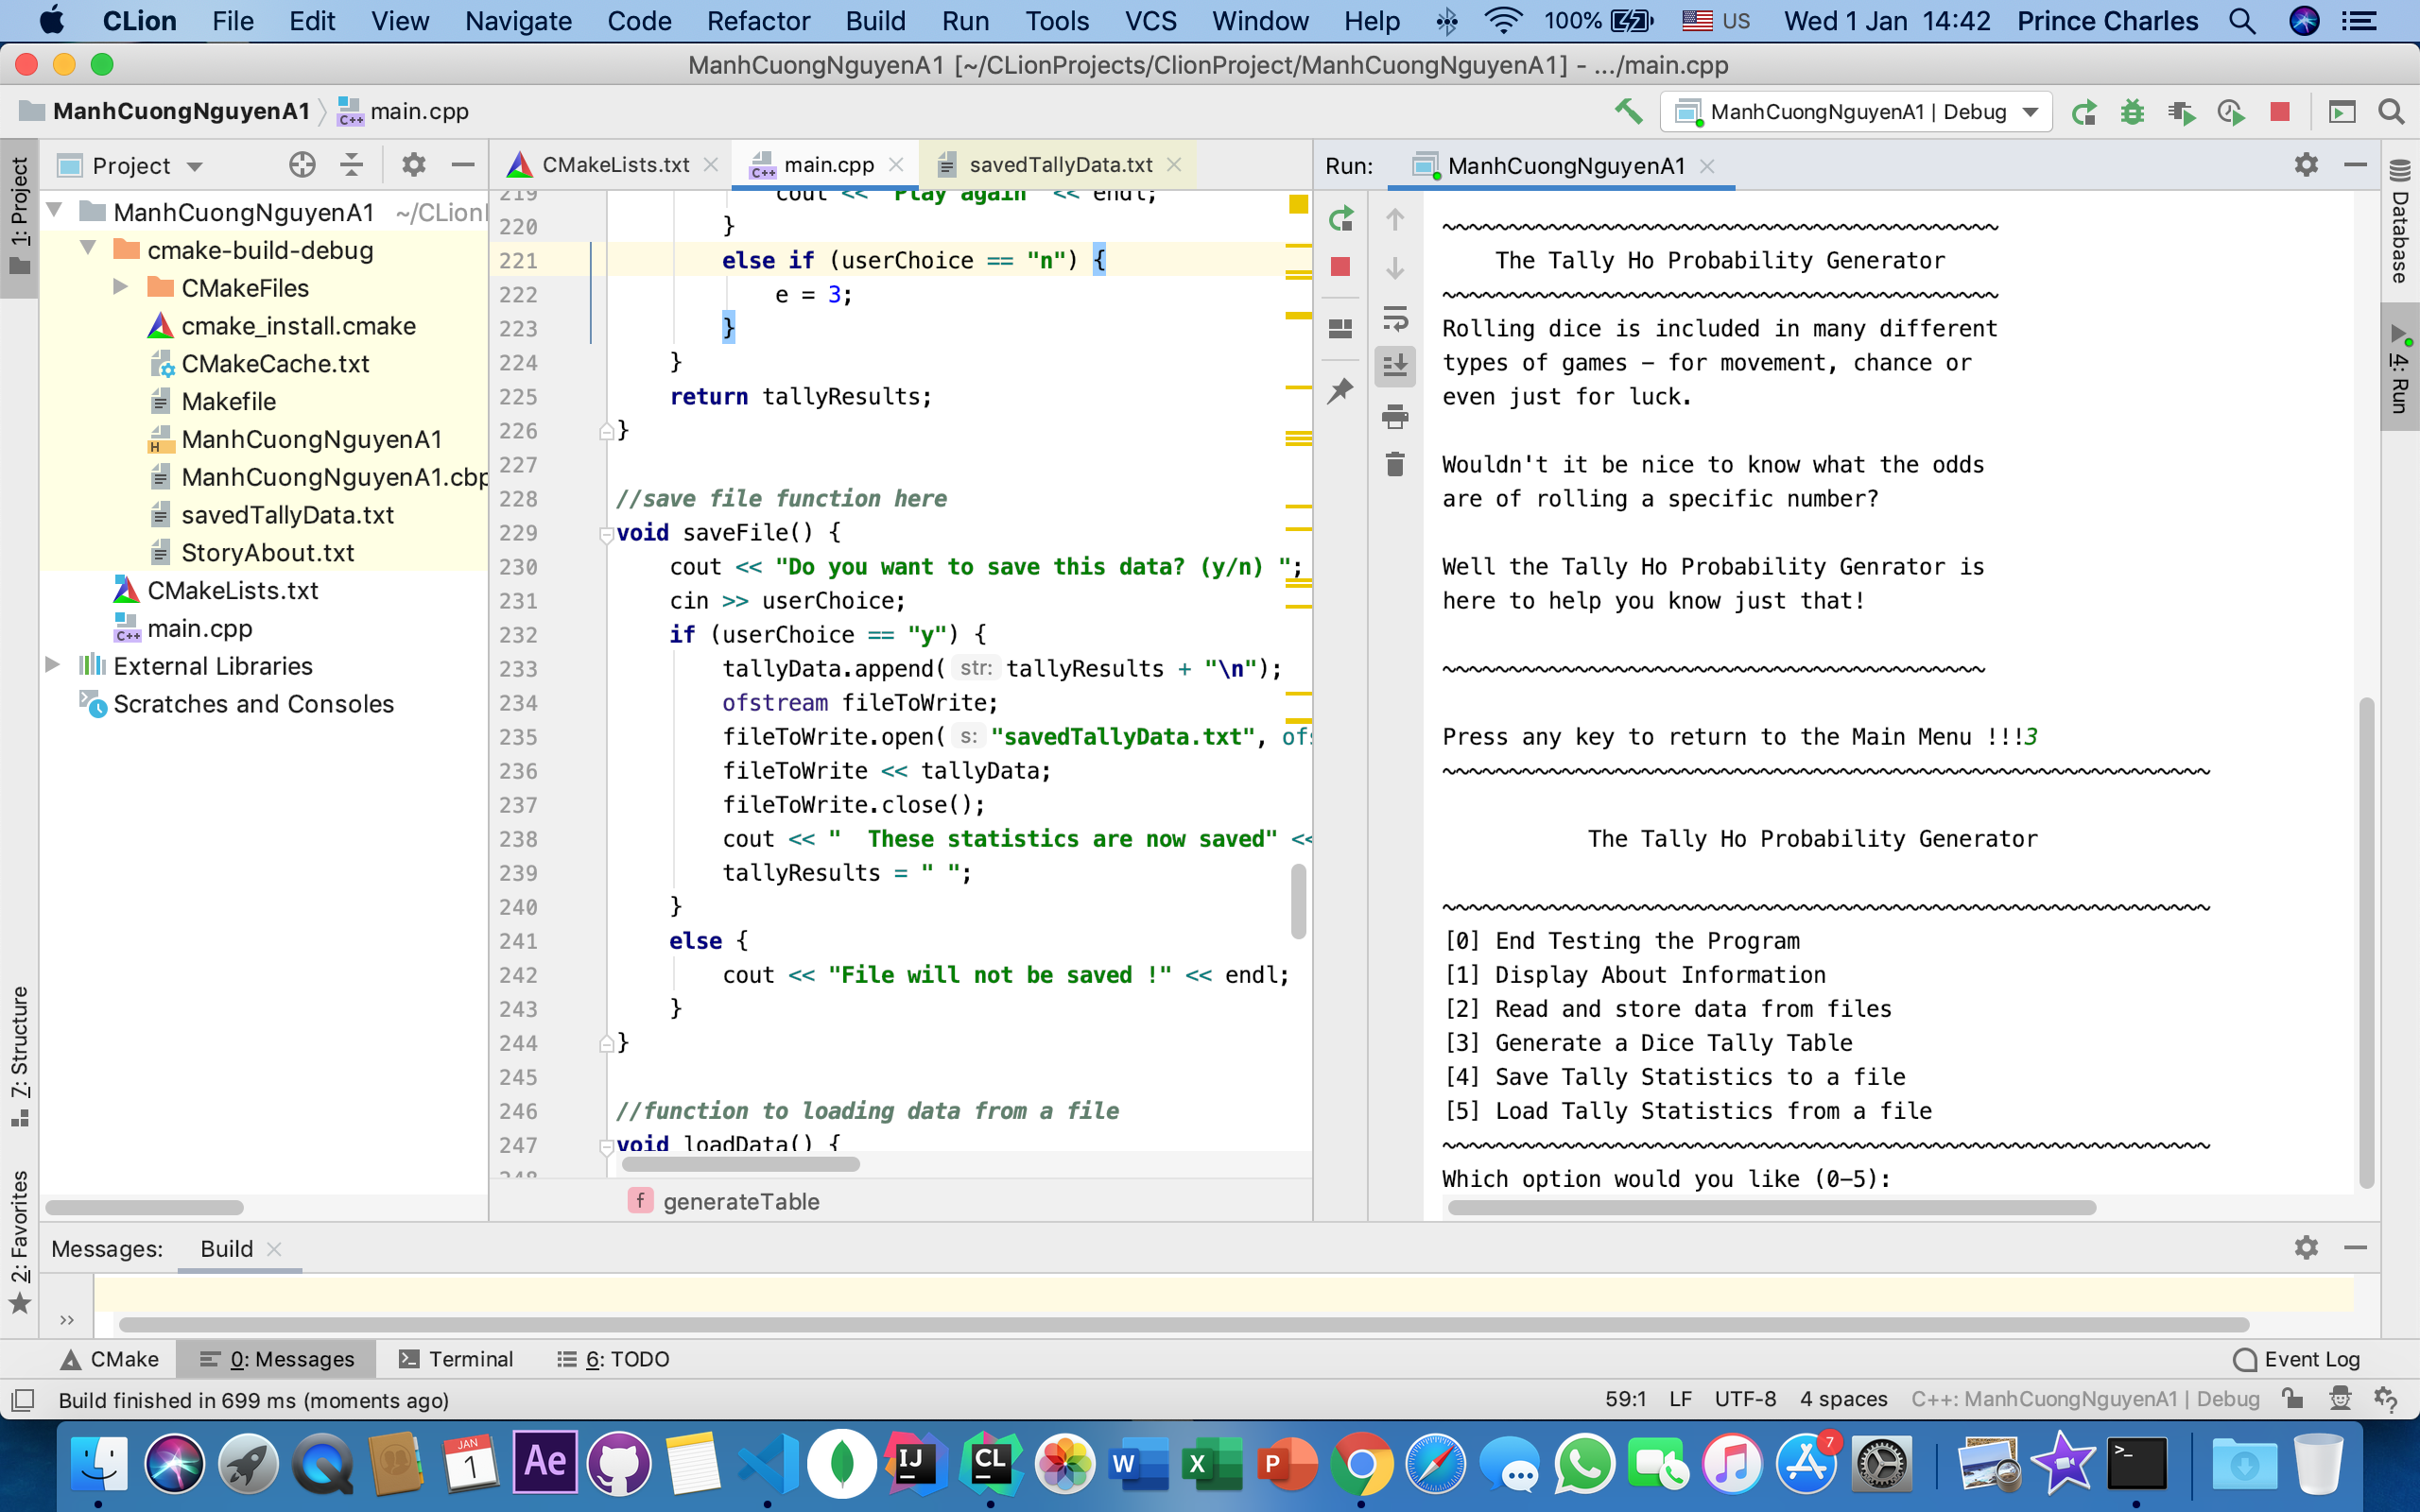 CLion File Edit View Navigate Code Refactor Build Run Tools VCS Window Help 100% US Wed 1 Jan 14:42 Prince Charles
ManhCuongNguyenA1 [~/CLionProjects/ClionProject/ManhCuongNguyenA1] - .../main.cpp
ManhCuongNguyenA1 main.cpp
ManhCuongNguyenA1 | Debug
1: Project
7: Structure
2: Favorites
Project
ManhCuongNguyenA1 ~/CLion
cmake-build-debug
CMakeFiles
cmake_install.cmake
CMakeCache.txt
Makefile
ManhCuongNguyenA1
ManhCuongNguyenA1.cbp
savedTallyData.txt
StoryAbout.txt
CMakeLists.txt
main.cpp
External Libraries
Scratches and Consoles
CMakeLists.txt main.cpp savedTallyData.txt
219 cout << "Play again" << endl;
220 }
221 else if (userChoice == "n") {
222 e = 3;
223 }
224 }
225 return tallyResults;
226 }
227
228 //save file function here
229 void saveFile() {
230 cout << "Do you want to save this data? (y/n) ";
231 cin >> userChoice;
232 if (userChoice == "y") {
233 tallyData.append( str: tallyResults + "\n");
234 ofstream fileToWrite;
235 fileToWrite.open( s: "savedTallyData.txt", ofs
236 fileToWrite << tallyData;
237 fileToWrite.close();
238 cout << "  These statistics are now saved" <<
239 tallyResults = " ";
240 }
241 else {
242 cout << "File will not be saved !" << endl;
243 }
244 }
245
246 //function to loading data from a file
247 void loadData() {
248
f generateTable
Run: ManhCuongNguyenA1
~~~~~~~~~~~~~~~~~~~~~~~~~~~~~~~~~~~~~~~~~~
The Tally Ho Probability Generator
~~~~~~~~~~~~~~~~~~~~~~~~~~~~~~~~~~~~~~~~~~
Rolling dice is included in many different
types of games – for movement, chance or
even just for luck.
Wouldn't it be nice to know what the odds
are of rolling a specific number?
Well the Tally Ho Probability Genrator is
here to help you know just that!
~~~~~~~~~~~~~~~~~~~~~~~~~~~~~~~~~~~~~~~~~
Press any key to return to the Main Menu !!!3
~~~~~~~~~~~~~~~~~~~~~~~~~~~~~~~~~~~~~~~~~~~~~~~~~~~~~~~~~~
The Tally Ho Probability Generator
~~~~~~~~~~~~~~~~~~~~~~~~~~~~~~~~~~~~~~~~~~~~~~~~~~~~~~~~~~
[0] End Testing the Program
[1] Display About Information
[2] Read and store data from files
[3] Generate a Dice Tally Table
[4] Save Tally Statistics to a file
[5] Load Tally Statistics from a file
~~~~~~~~~~~~~~~~~~~~~~~~~~~~~~~~~~~~~~~~~~~~~~~~~~~~~~~~~~
Which option would you like (0-5):
Database
4: Run
Messages: Build
»
CMake 0: Messages Terminal 6: TODO Event Log
Build finished in 699 ms (moments ago) 59:1 LF UTF-8 4 spaces C++: ManhCuongNguyenA1 | Debug
JAN 1 Ae IJ CL W X P 7 >_